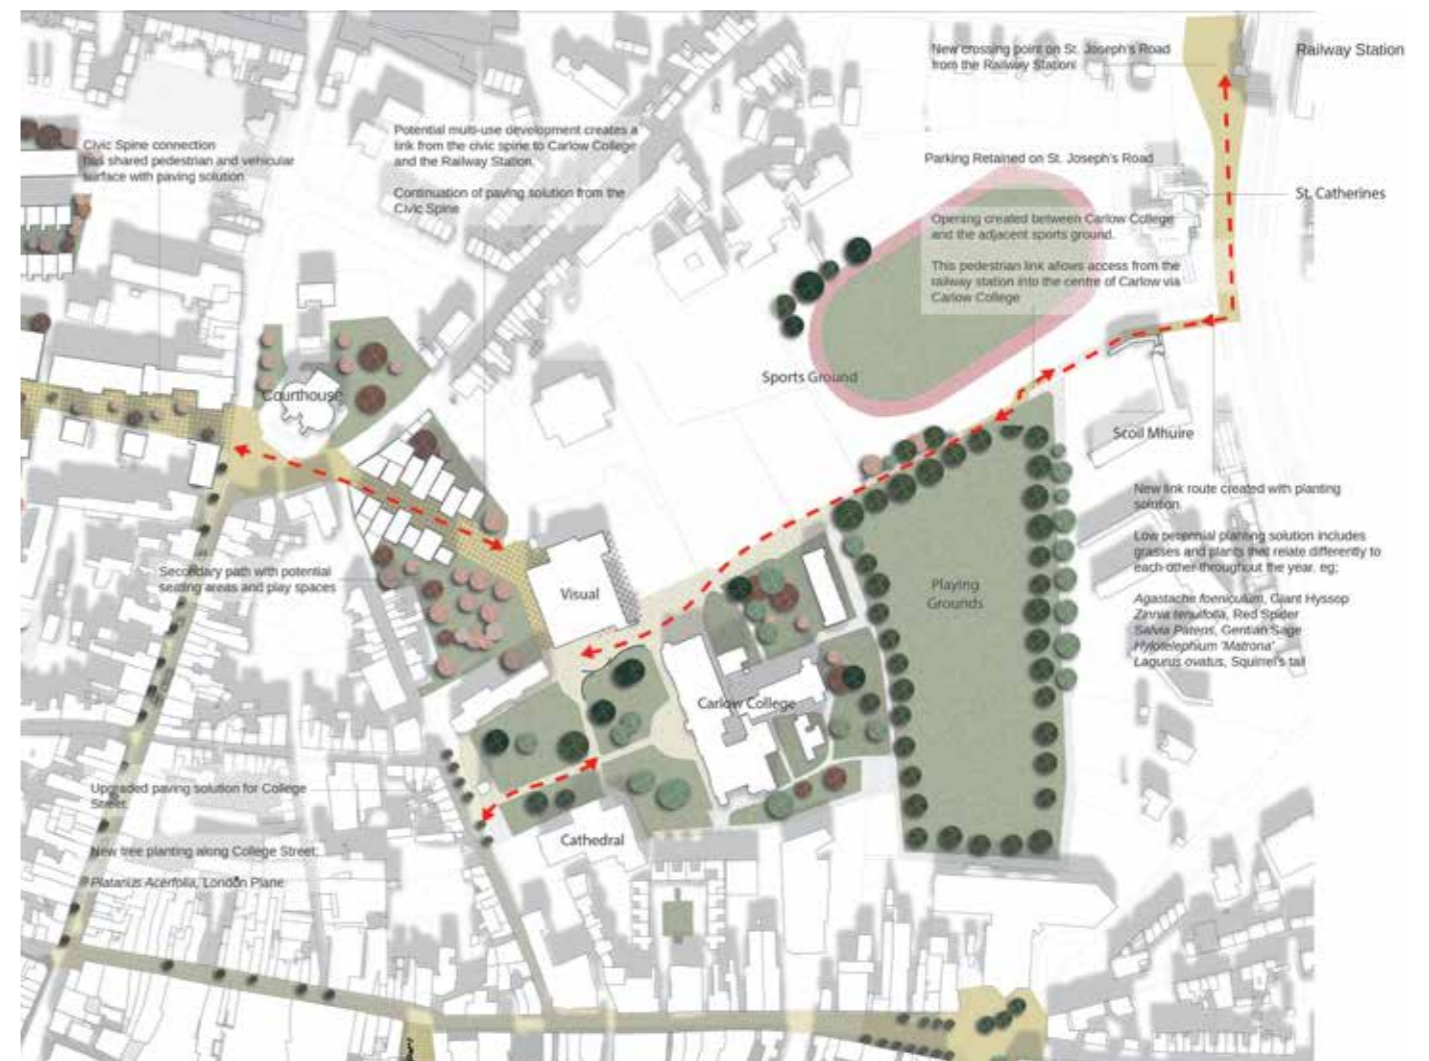 New crossing point on St. Joseph's Road
from the Railway Station
Railway Station
Civic Spine connection
has shared pedestrian and vehicular
surface with paving solution
Potential multi-use development creates a
link from the civic spine to Carlow College
and the Railway Station.
Continuation of paving solution from the
Civic Spine
Parking Retained on St. Joseph's Road
St. Catherines
Opening created between Carlow College
and the adjacent sports ground.
This pedestrian link allows access from the
railway station into the centre of Carlow via
Carlow College
Sports Ground
Courthouse
Scoil Mhuire
New link route created with planting
solution.
Low perennial planting solution includes
grasses and plants that relate differently to
each other throughout the year. eg;
Agastache foeniculum, Giant Hyssop
Zinnia tenuifolia, Red Spider
Salvia Patens, Gentian Sage
Hylotelephium 'Matrona'
Lagurus ovatus, Squirrel's tail
Secondary path with potential
seating areas and play spaces
Visual
Playing
Grounds
Carlow College
Upgraded paving solution for College
Street.
Cathedral
New tree planting along College Street.
Platanus Acerfolia, London Plane